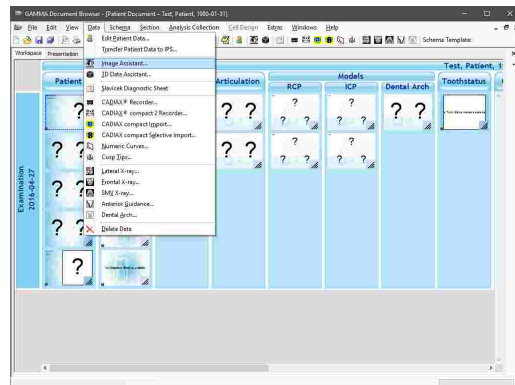 GAMMA Document Browser - [Patient Document - Test, Patient, 1980-01-31]
File Edit View Data Schema Section Analysis Collection Cell Design Extras Windows Help
Schema Template:
Workspace Presentation
Edit Patient Data...
Transfer Patient Data to IPS...
Image Assistant...
3D Data Assistant...
Slavicek Diagnostic Sheet
CADIAX® Recorder...
CADIAX® compact 2 Recorder...
CADIAX compact Import...
CADIAX compact Selective Import...
Numeric Curves...
Cusp Tips...
Lateral X-ray...
Frontal X-ray...
SMV X-ray...
Anterior Guidance...
Dental Arch...
Delete Data
Test, Patient, 1
Patient
Articulation
Models
RCP
ICP
Dental Arch
Toothstatus
Examination
2016-04-27